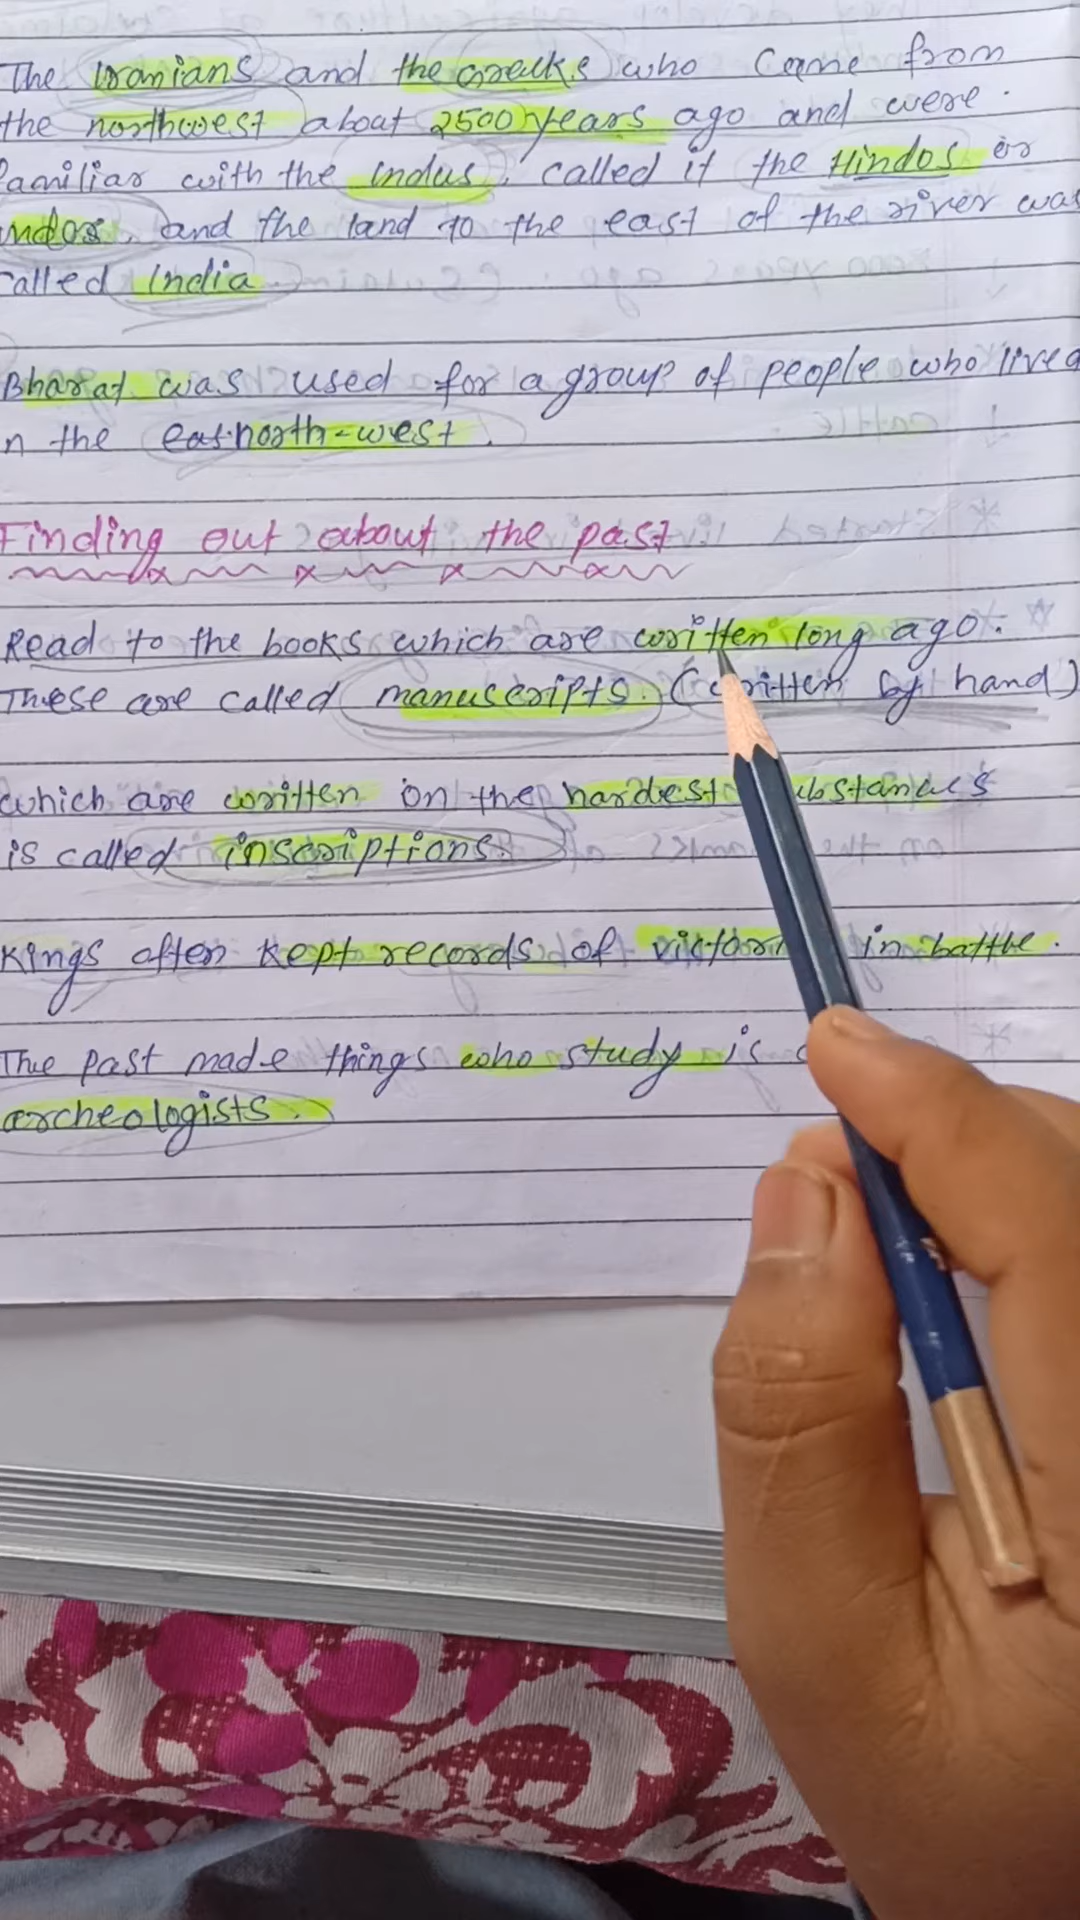 The Iranians and the Greeks who Came from
the northwest about 2500 years ago and were
familiar with the Indus, called it the Hindos or
Indos, and the land to the east of the river was
called India
Bharat was used for a group of people who lived
in the north-west.
Finding out about the past
Read to the books which are written long ago.
These are called manuscripts. (written by hand)
which are written on the hardest substances
is called inscriptions.
Kings often kept records of in battle.
The past made things who study is
archeologists.